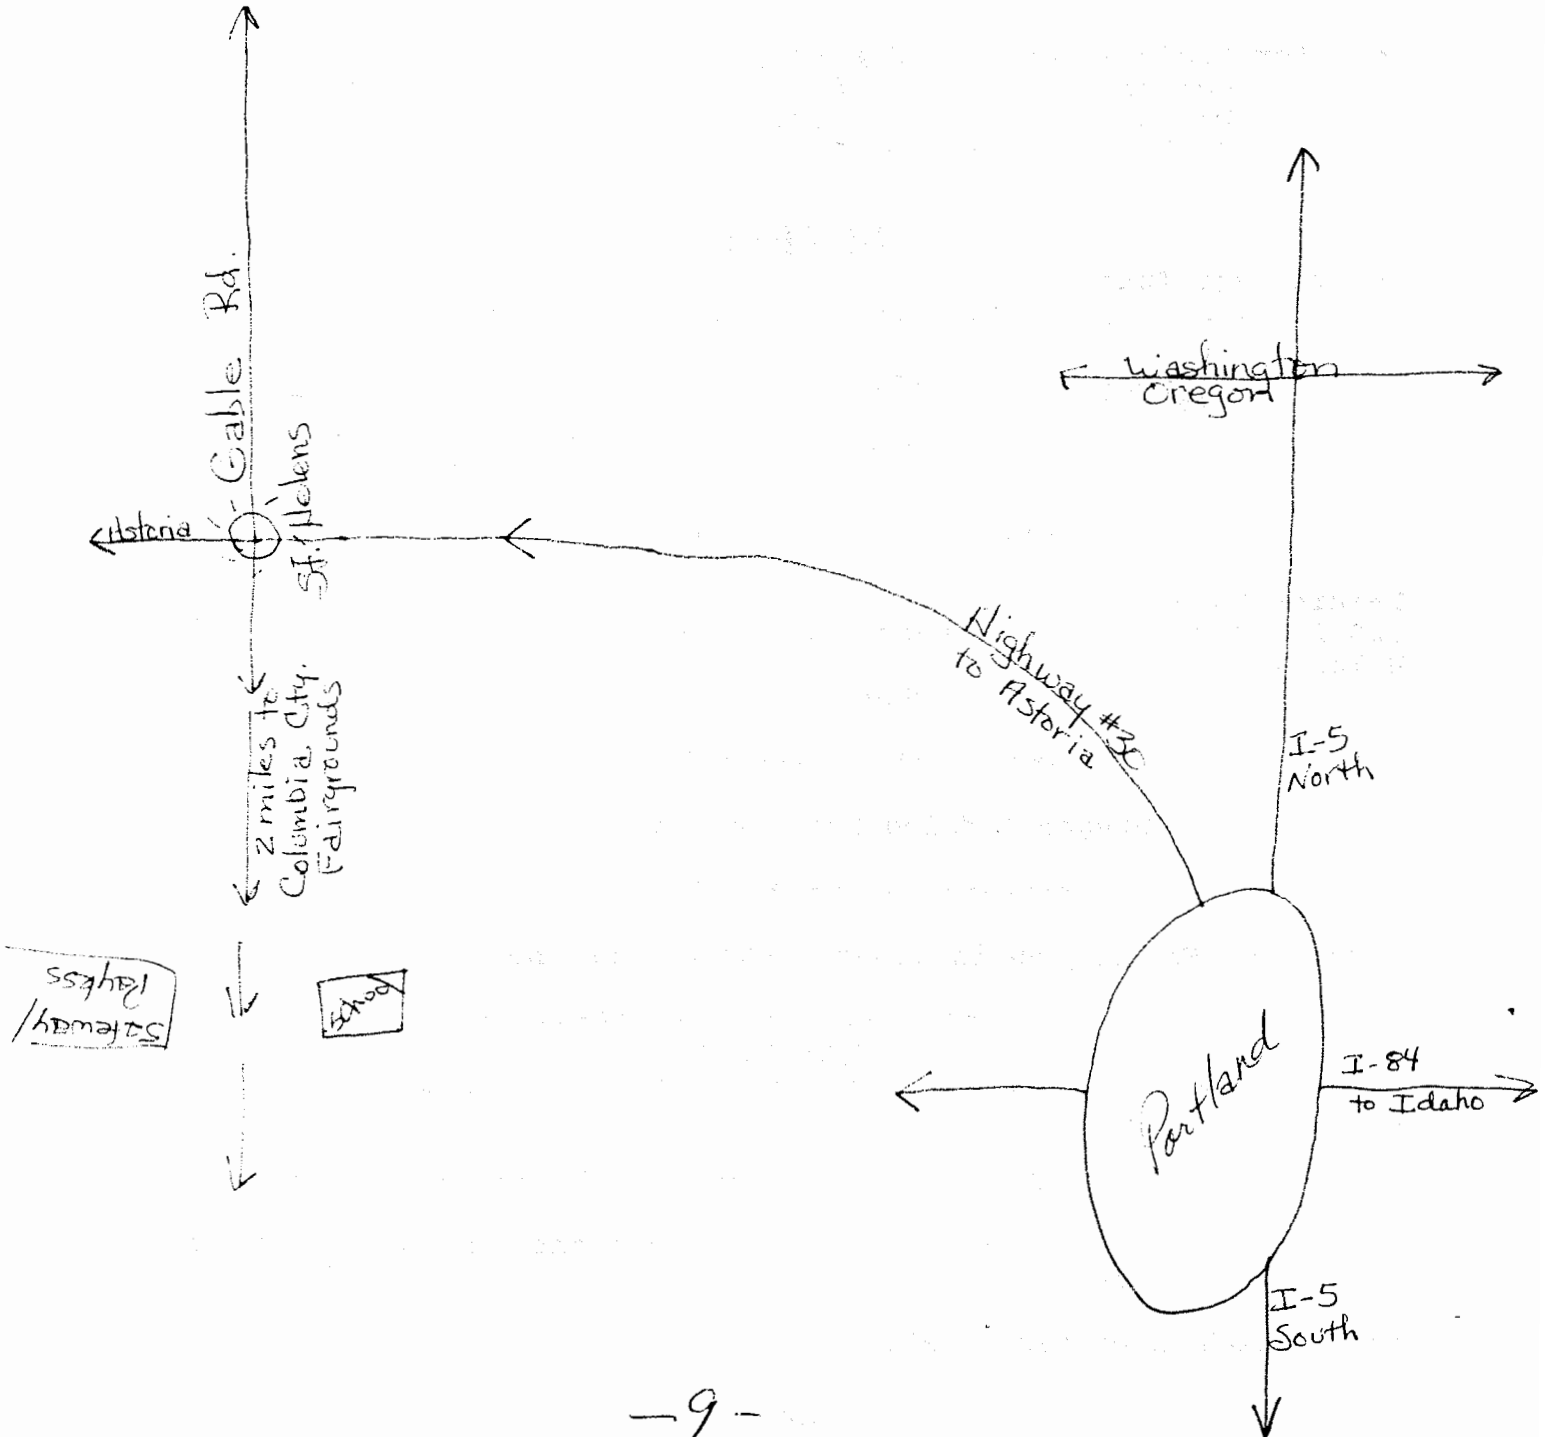 Gable Rd.
St. Helens
Astoria
2 miles to
Columbia Cty.
Fairgrounds
Safeway/
Payless
School
Washington
Oregon
Highway #30
to Astoria
I-5
North
Portland
I-84
to Idaho
I-5
South
-9-